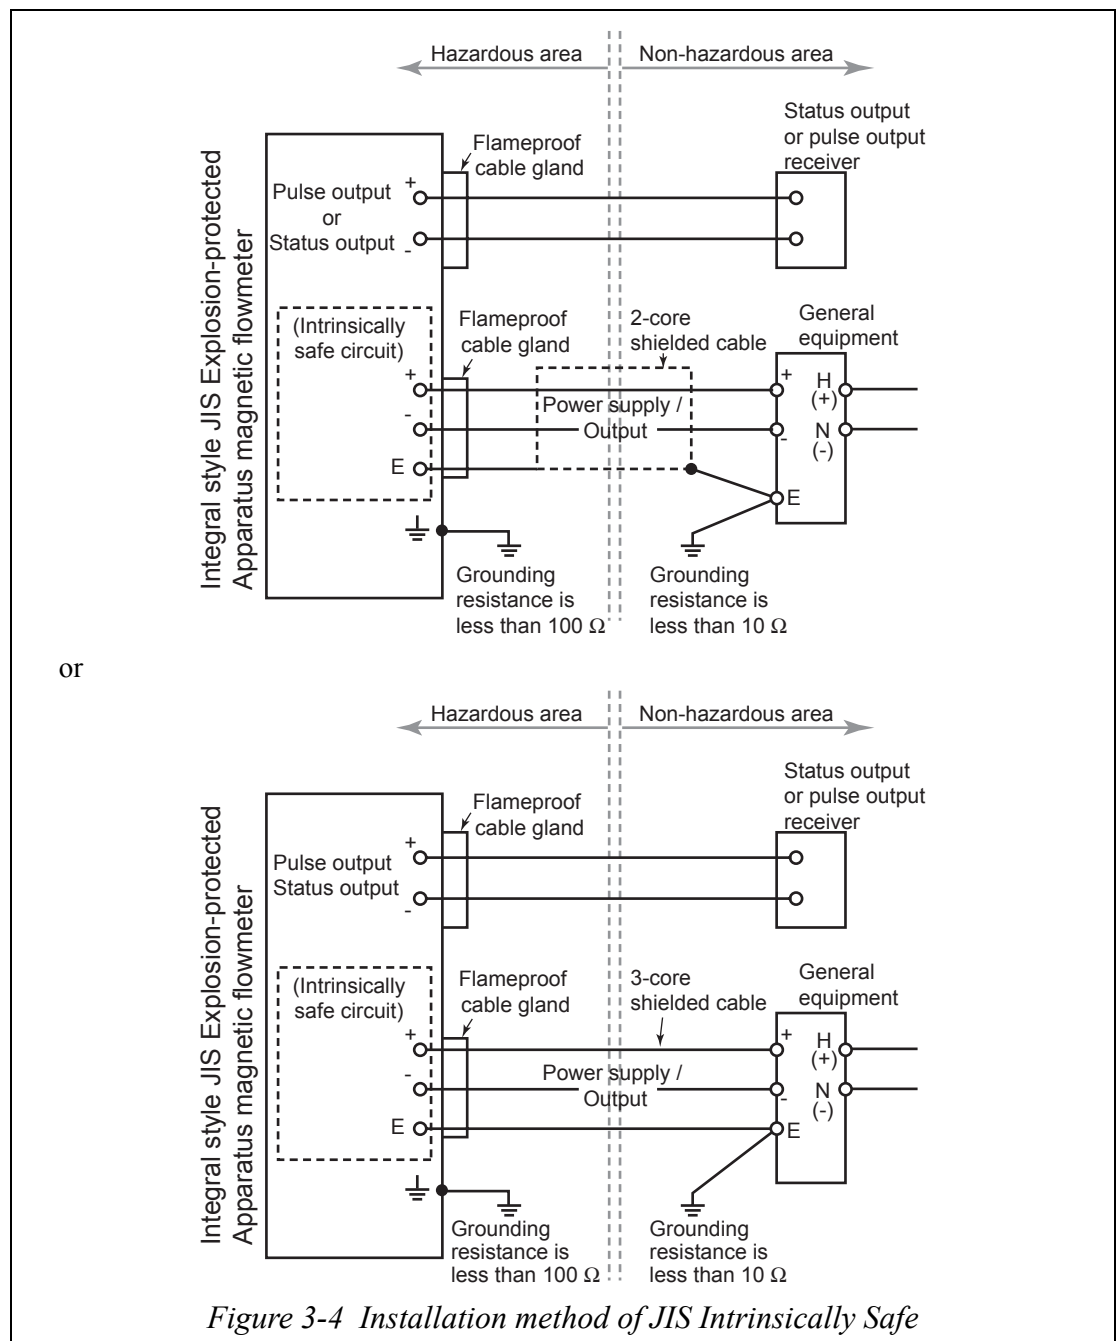 Hazardous area
Non-hazardous area
Status output
or pulse output
receiver
Flameproof
cable gland
Integral style JIS Explosion-protected
Apparatus magnetic flowmeter
Pulse output
or
Status output
+
-
(Intrinsically
safe circuit)
Flameproof
cable gland
2-core
shielded cable
General
equipment
+
-
E
Power supply /
Output
+
-
E
H
(+)
N
(-)
Grounding
resistance is
less than 100 Ω
Grounding
resistance is
less than 10 Ω
or
Hazardous area
Non-hazardous area
Status output
or pulse output
receiver
Flameproof
cable gland
Integral style JIS Explosion-protected
Apparatus magnetic flowmeter
Pulse output
Status output
+
-
(Intrinsically
safe circuit)
Flameproof
cable gland
3-core
shielded cable
General
equipment
+
-
E
Power supply /
Output
+
-
E
H
(+)
N
(-)
Grounding
resistance is
less than 100 Ω
Grounding
resistance is
less than 10 Ω
Figure 3-4 Installation method of JIS Intrinsically Safe